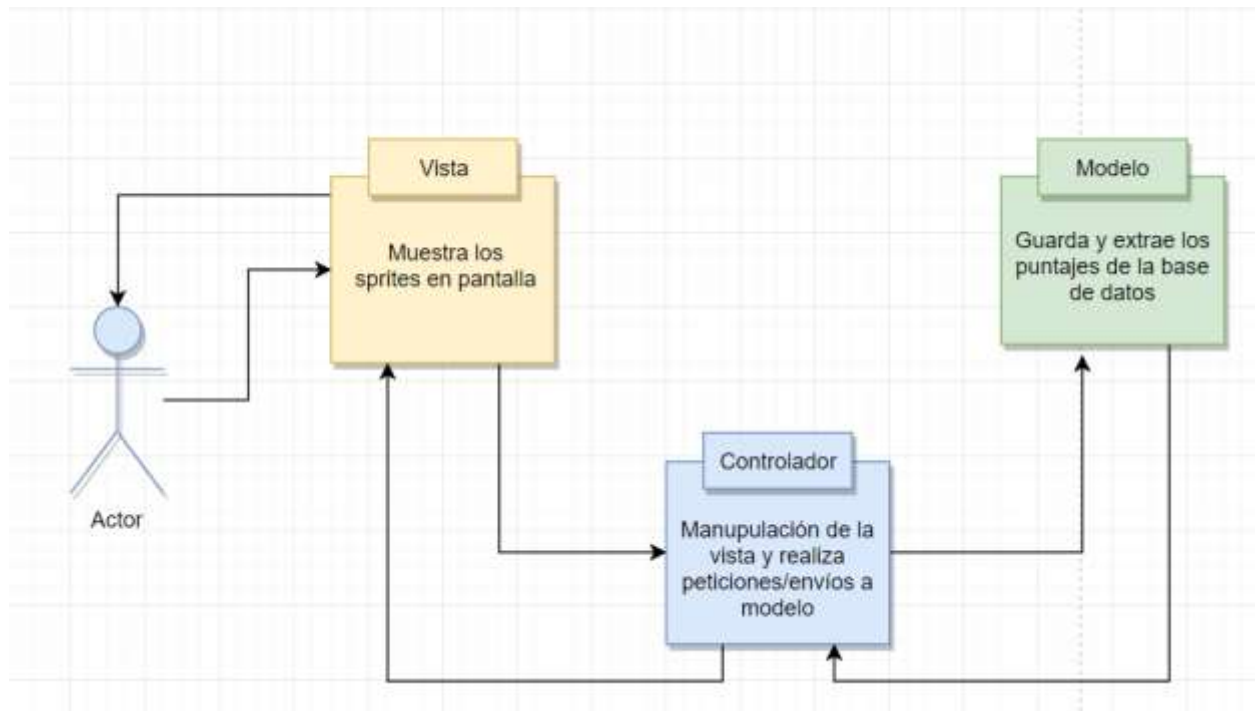 Vista
Muestra los
sprites en pantalla
Modelo
Guarda y extrae los
puntajes de la base
de datos
Actor
Controlador
Manupulación de la
vista y realiza
peticiones/envíos a
modelo